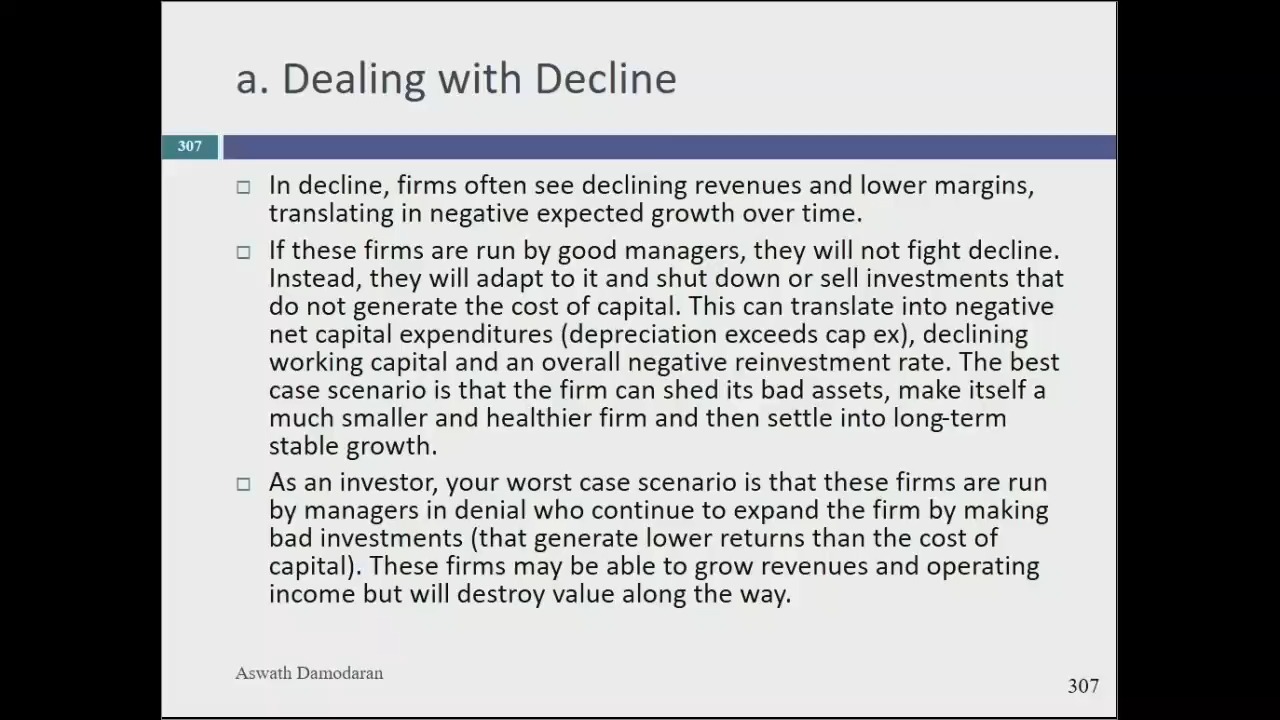 a. Dealing with Decline
307
In decline, firms often see declining revenues and lower margins,
translating in negative expected growth over time.
If these firms are run by good managers, they will not fight decline.
Instead, they will adapt to it and shut down or sell investments that
do not generate the cost of capital. This can translate into negative
net capital expenditures (depreciation exceeds cap ex), declining
working capital and an overall negative reinvestment rate. The best
case scenario is that the firm can shed its bad assets, make itself a
much smaller and healthier firm and then settle into long-term
stable growth.
As an investor, your worst case scenario is that these firms are run
by managers in denial who continue to expand the firm by making
bad investments (that generate lower returns than the cost of
capital). These firms may be able to grow revenues and operating
income but will destroy value along the way.
Aswath Damodaran
307